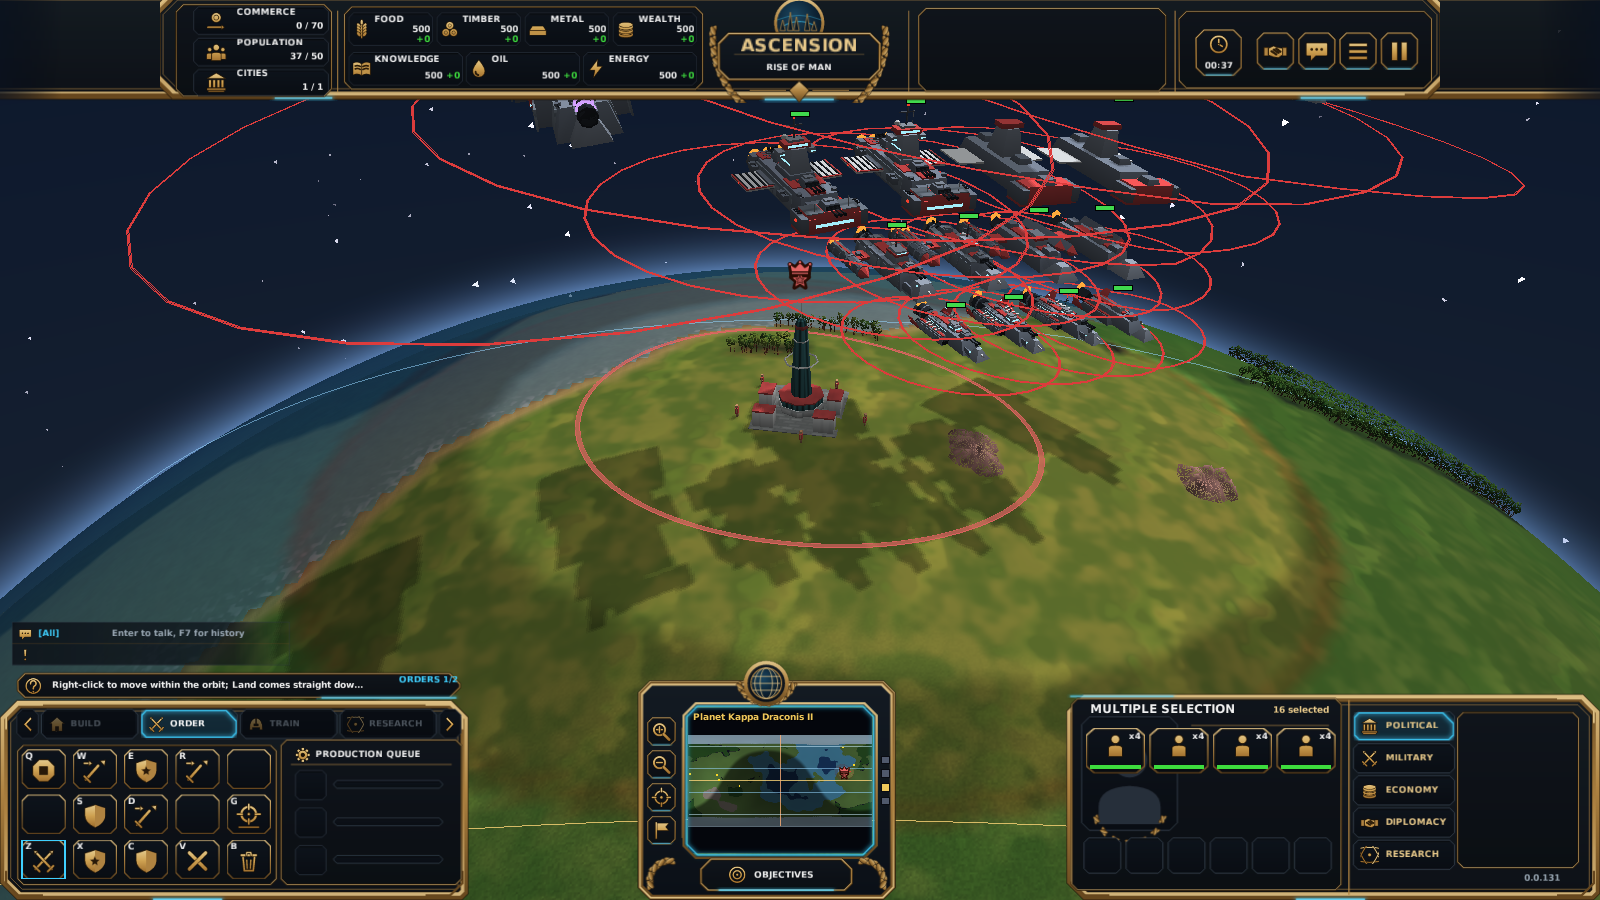 COMMERCE
0 / 70
POPULATION
37 / 50
CITIES
1 / 1
FOOD
500
+0
TIMBER
500
+0
METAL
500
+0
WEALTH
500
+0
KNOWLEDGE
500 +0
OIL
500 +0
ENERGY
500 +0
ASCENSION
RISE OF MAN
00:37
[All] Enter to talk, F7 for history
!
Right-click to move within the orbit; Land comes straight dow...
ORDERS 1/2
BUILD
ORDER
TRAIN
RESEARCH
Q
W
E
R
S
D
G
Z
X
C
V
B
PRODUCTION QUEUE
Planet Kappa Draconis II
OBJECTIVES
MULTIPLE SELECTION
16 selected
x4
x4
x4
x4
POLITICAL
MILITARY
ECONOMY
DIPLOMACY
RESEARCH
0.0.131